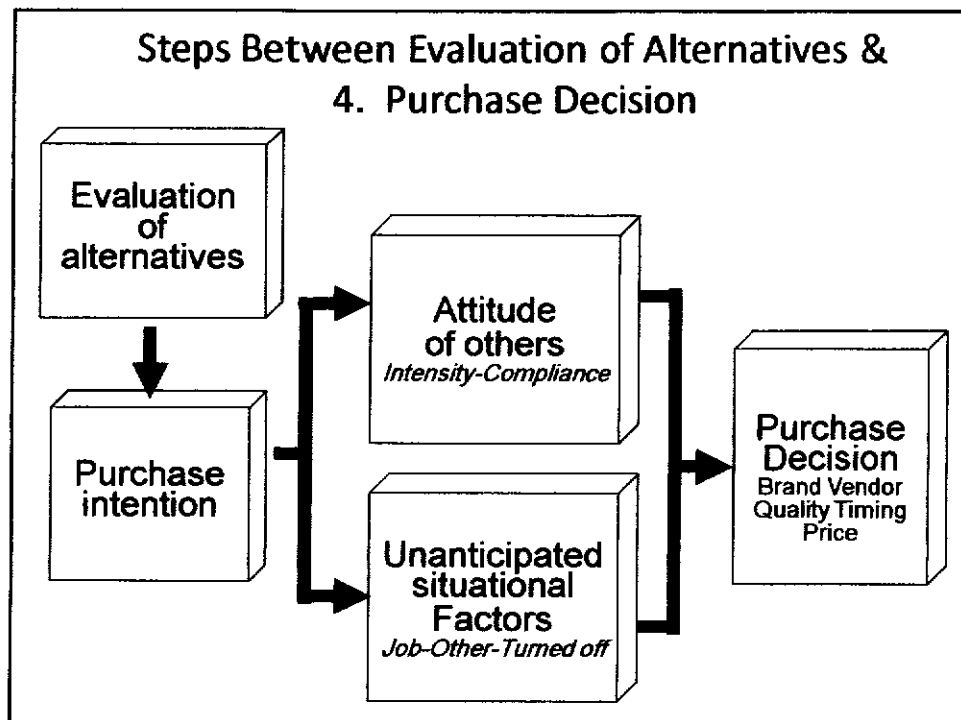 Steps Between Evaluation of Alternatives &
4. Purchase Decision
Evaluation
of
alternatives
Purchase
intention
Attitude
of others
Intensity-Compliance
Unanticipated
situational
Factors
Job-Other-Turned off
Purchase
Decision
Brand Vendor
Quality Timing
Price